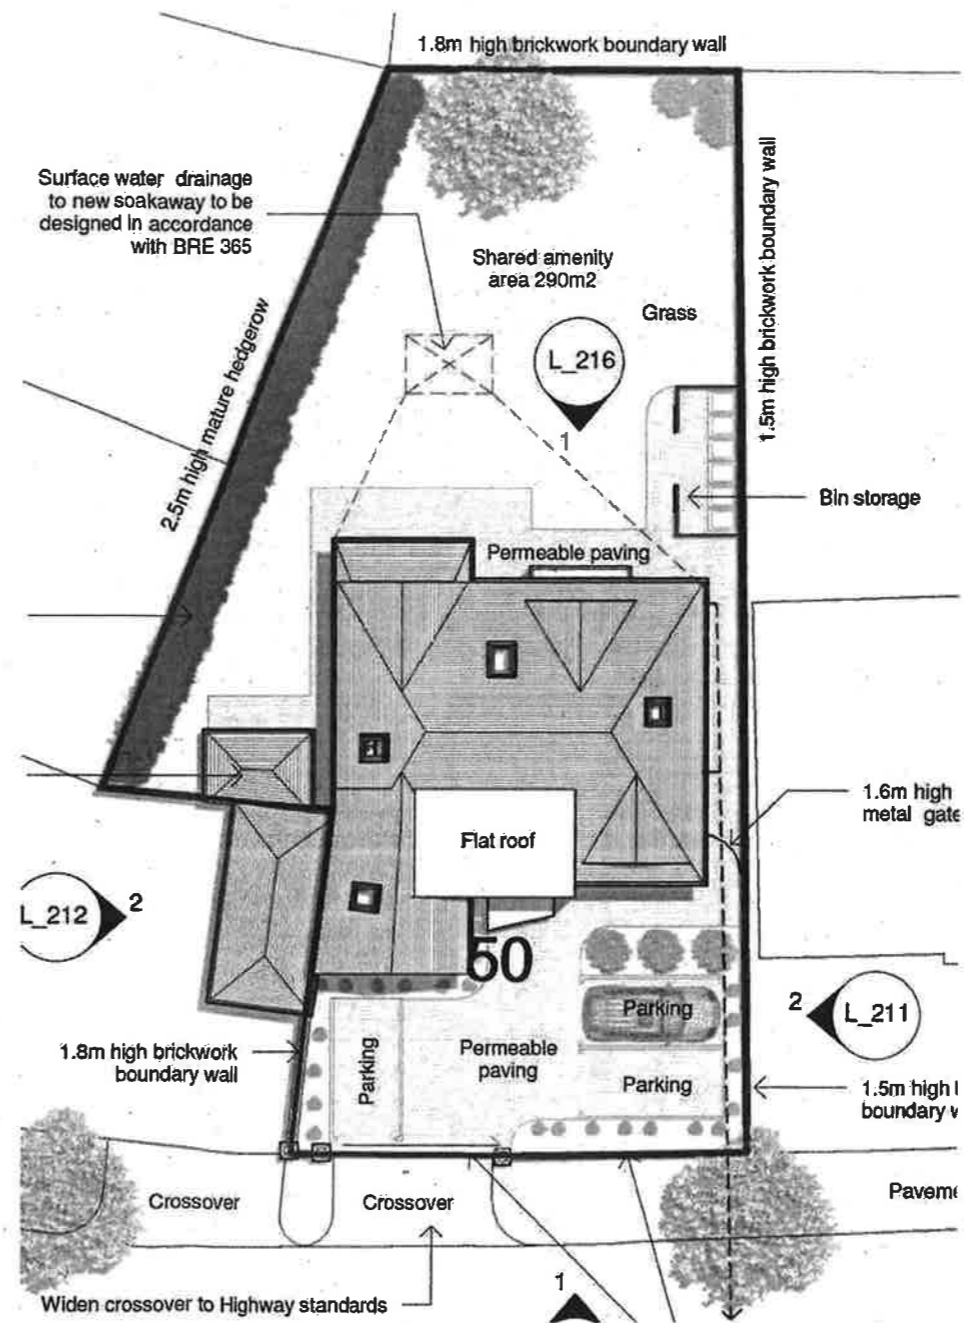 1.8m high brickwork boundary wall
Surface water drainage
to new soakaway to be
designed in accordance
with BRE 365
1.5m high brickwork boundary wall
Shared amenity
area 290m2
Grass
2.5m high mature hedgerow
L_216
1
Bin storage
Permeable paving
1.6m high
metal gate
Flat roof
L_212
2
50
Parking
2
L_211
1.8m high brickwork
boundary wall
Parking
Permeable
paving
Parking
1.5m high
boundary
Crossover
Crossover
Pavem
Widen crossover to Highway standards
1